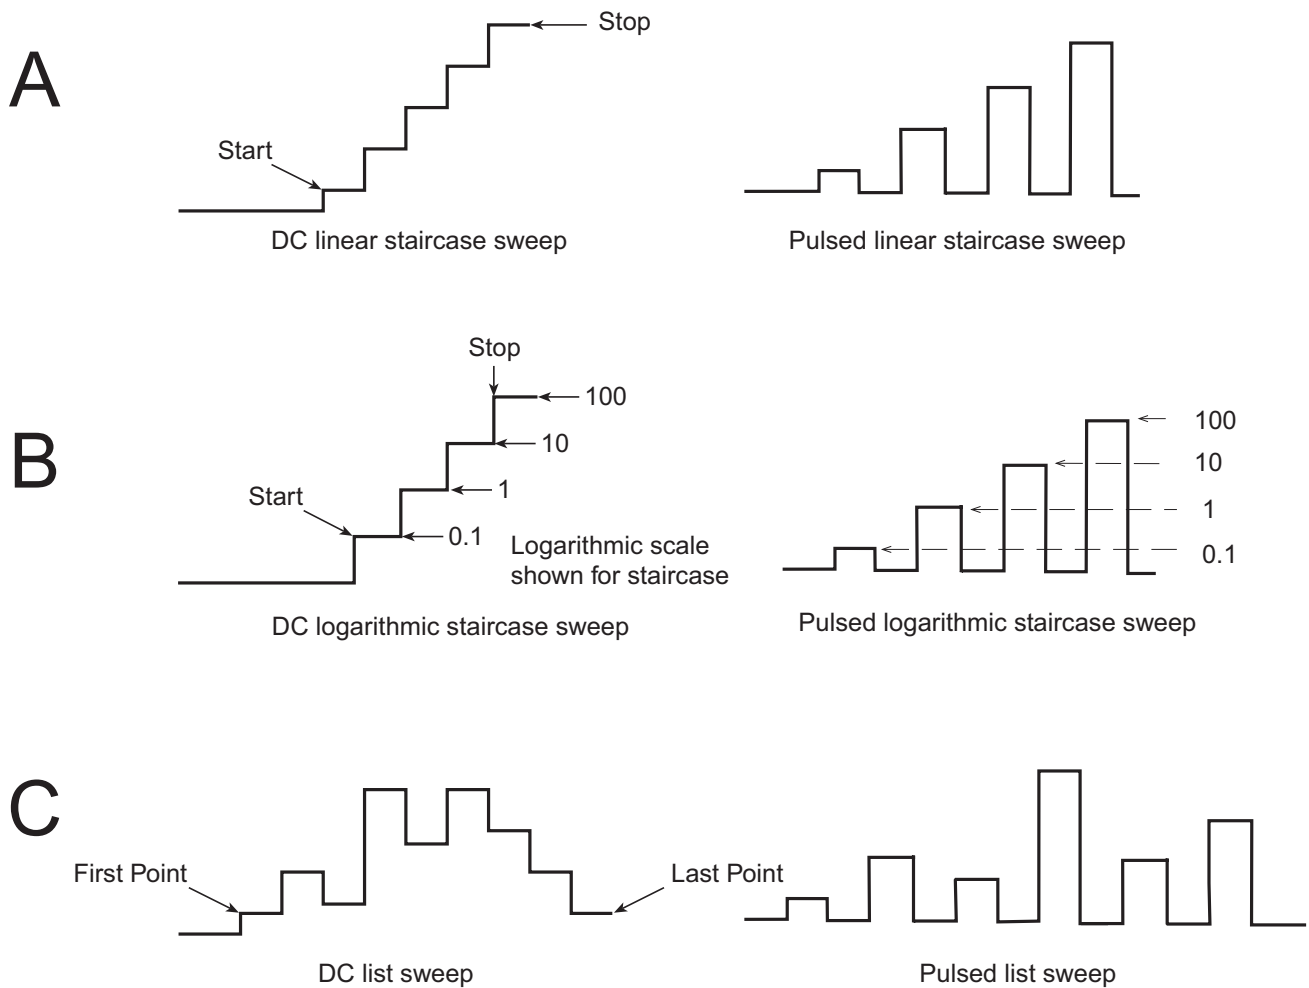 A
Stop
Start
DC linear staircase sweep
Pulsed linear staircase sweep
B
Stop
100
10
1
0.1
Start
Logarithmic scale
shown for staircase
DC logarithmic staircase sweep
100
10
1
0.1
Pulsed logarithmic staircase sweep
C
First Point
Last Point
DC list sweep
Pulsed list sweep